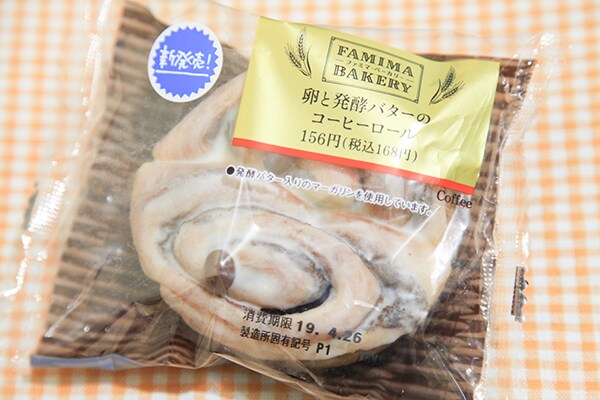 新発売!
FAMIMA
ファミマ・ベーカリー
BAKERY
卵と発酵バターの
コーヒーロール
156円(税込168円)
●発酵バター入りのマーガリンを使用しています。
Coffee
消費期限 19. 4.26
製造所固有記号 P1